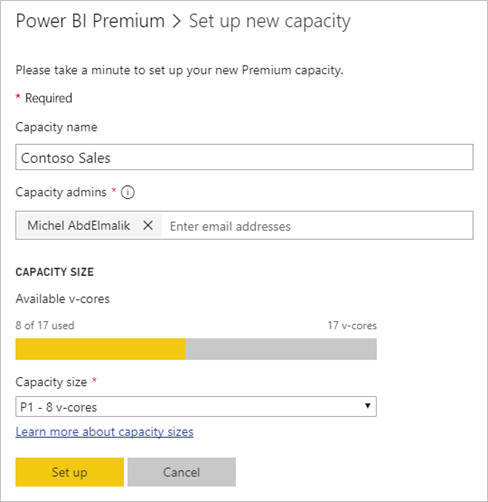 Power BI Premium > Set up new capacity
Please take a minute to set up your new Premium capacity.
* Required
Capacity name
Contoso Sales
Capacity admins * i
Michel AbdElmalik × Enter email addresses
CAPACITY SIZE
Available v-cores
8 of 17 used 17 v-cores
Capacity size *
P1 - 8 v-cores
Learn more about capacity sizes
Set up Cancel